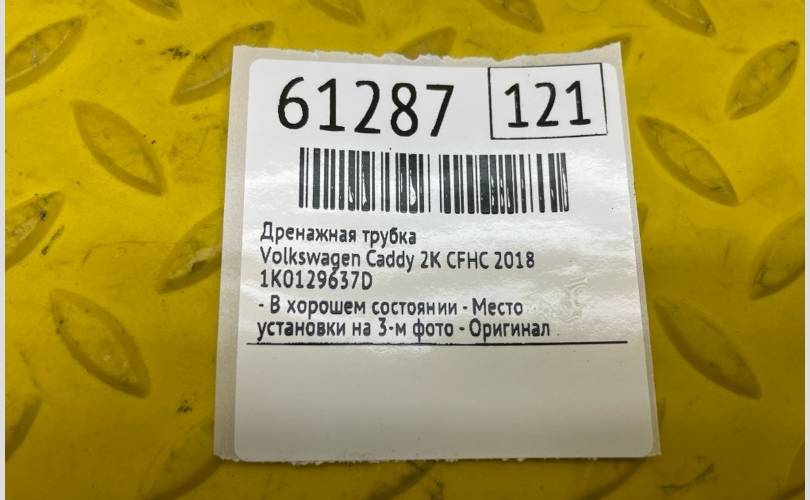 61287 121
Дренажная трубка
Volkswagen Caddy 2K CFHC 2018
1K0129637D
- В хорошем состоянии - Место
установки на 3-м фото - Оригинал